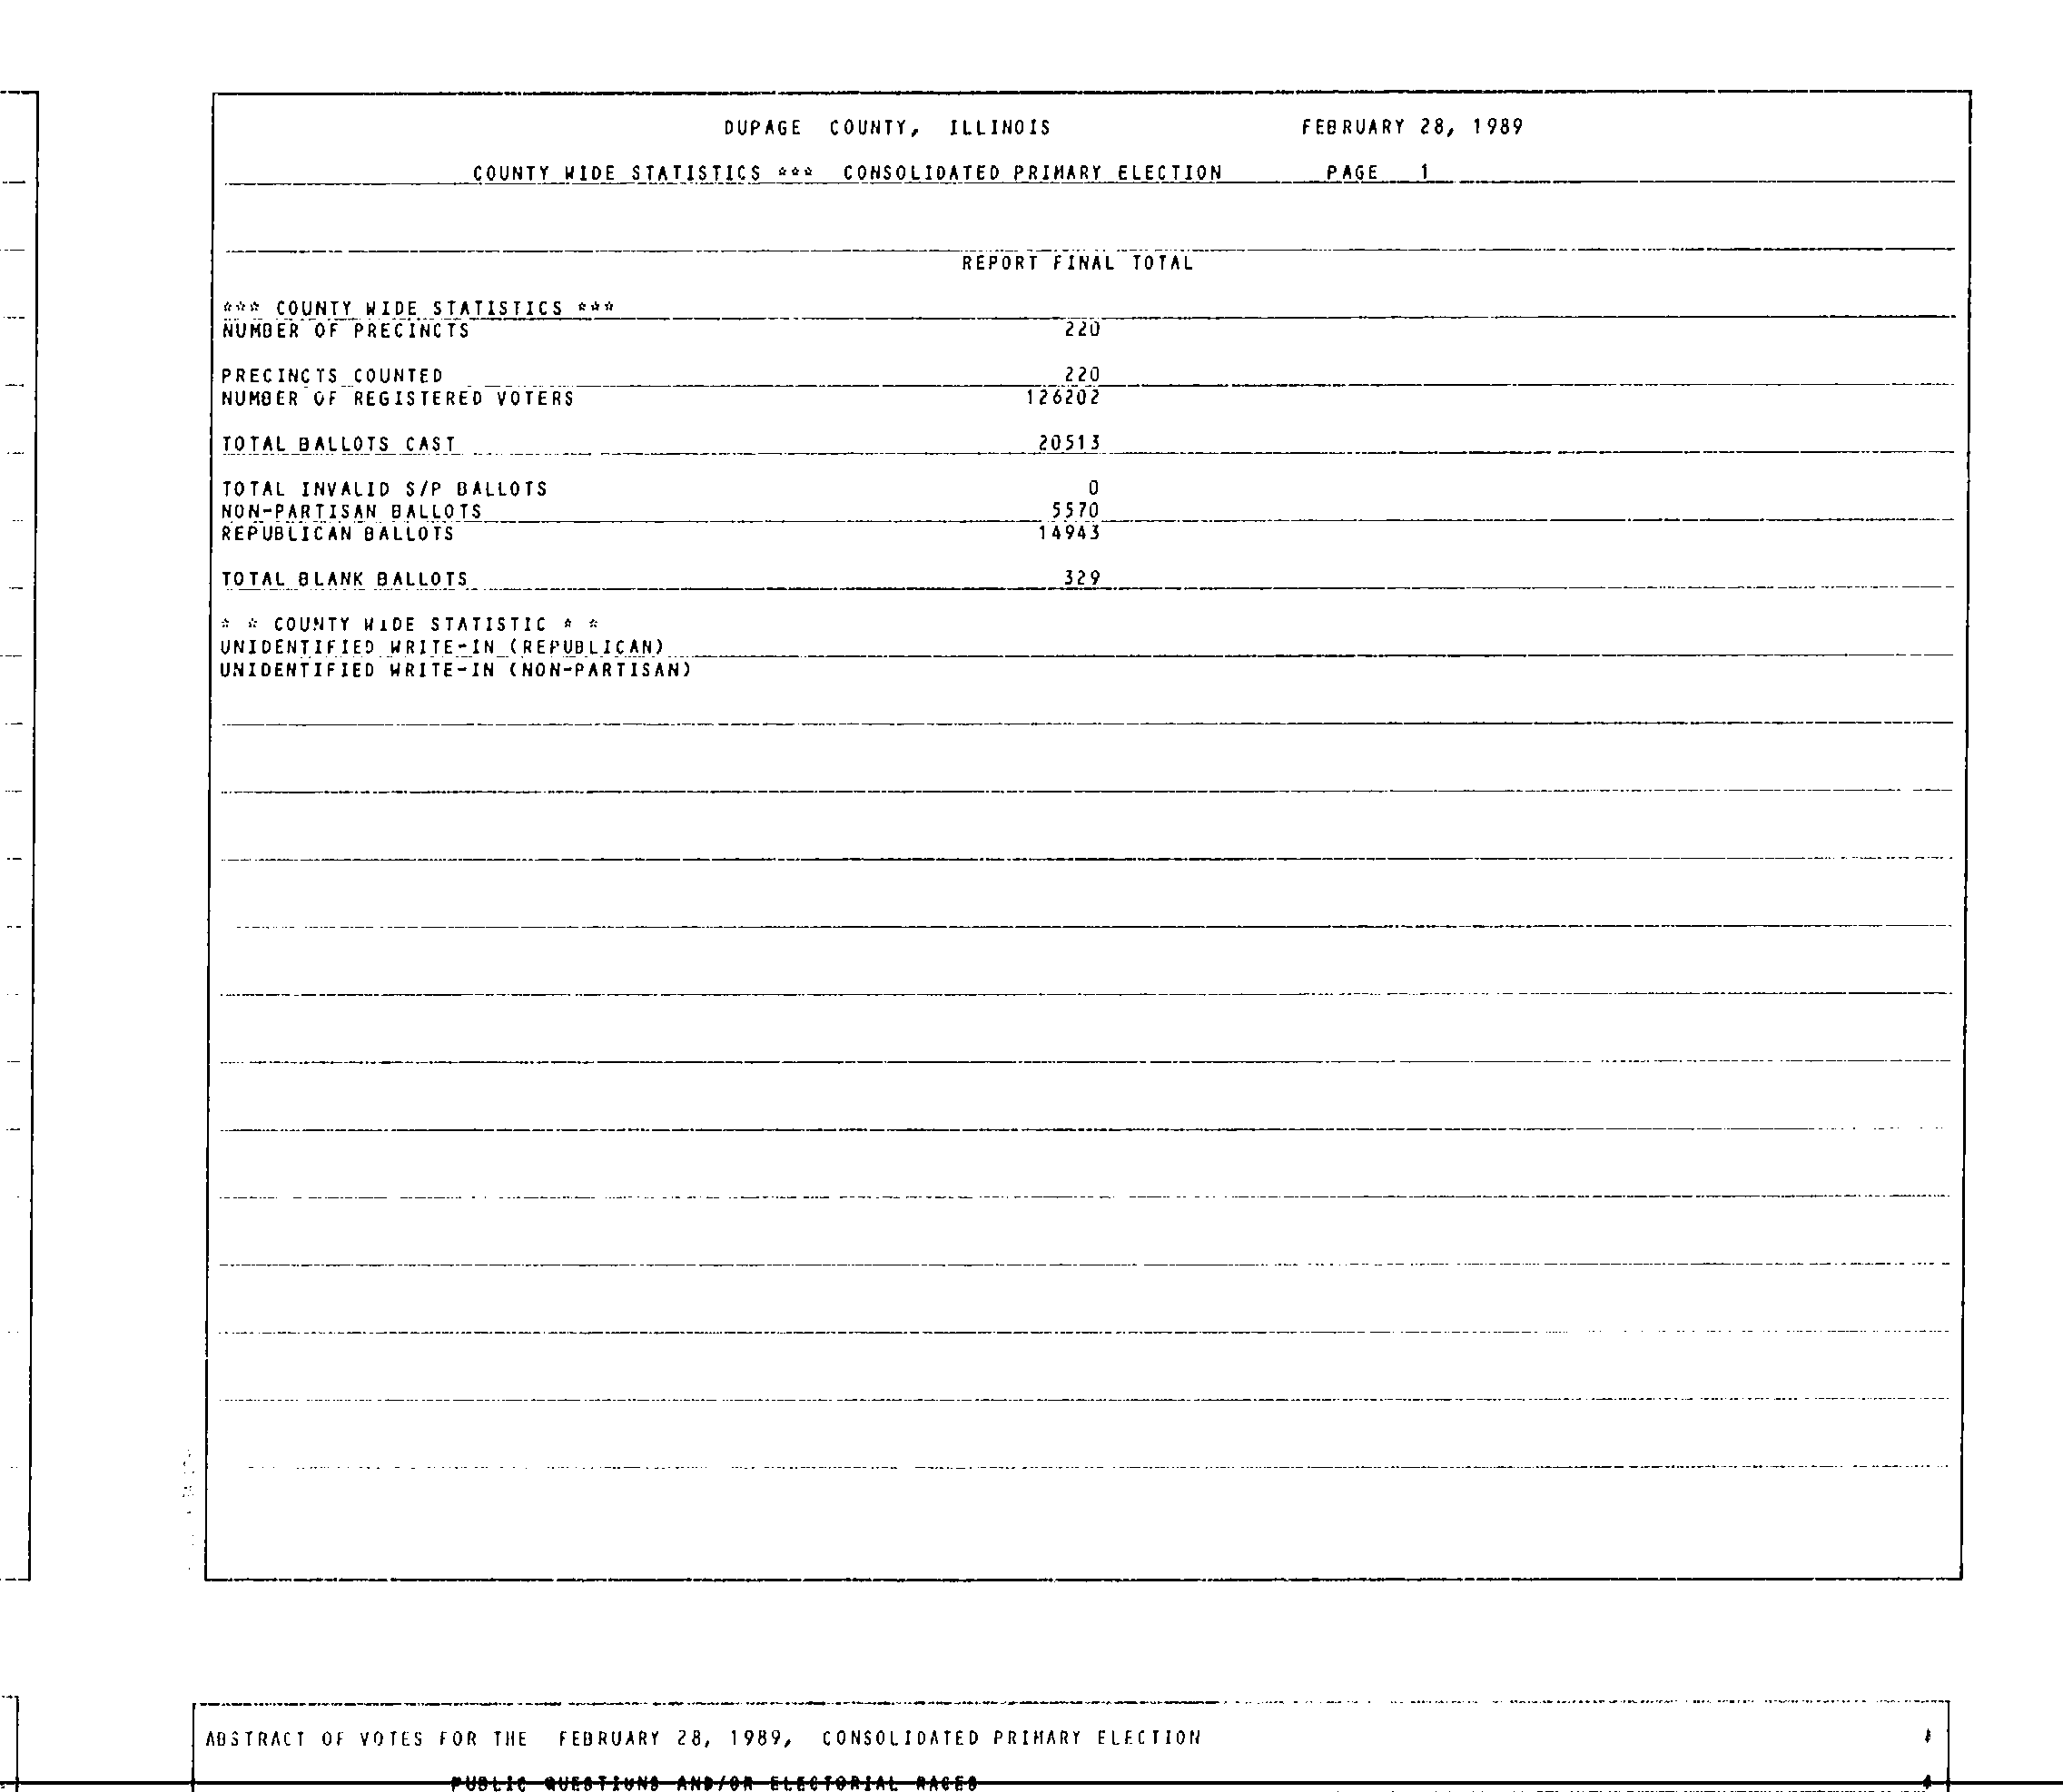 DUPAGE COUNTY, ILLINOIS FEBRUARY 28, 1989
COUNTY WIDE STATISTICS *** CONSOLIDATED PRIMARY ELECTION PAGE 1
REPORT FINAL TOTAL
*** COUNTY WIDE STATISTICS ***
NUMBER OF PRECINCTS 220
PRECINCTS COUNTED 220
NUMBER OF REGISTERED VOTERS 126202
TOTAL BALLOTS CAST 20513
TOTAL INVALID S/P BALLOTS 0
NON-PARTISAN BALLOTS 5570
REPUBLICAN BALLOTS 14943
TOTAL BLANK BALLOTS 329
* * COUNTY WIDE STATISTIC * *
UNIDENTIFIED WRITE-IN (REPUBLICAN)
UNIDENTIFIED WRITE-IN (NON-PARTISAN)
ABSTRACT OF VOTES FOR THE FEBRUARY 28, 1989, CONSOLIDATED PRIMARY ELECTION
PUBLIC QUESTIONS AND/OR ELECTORIAL RACES